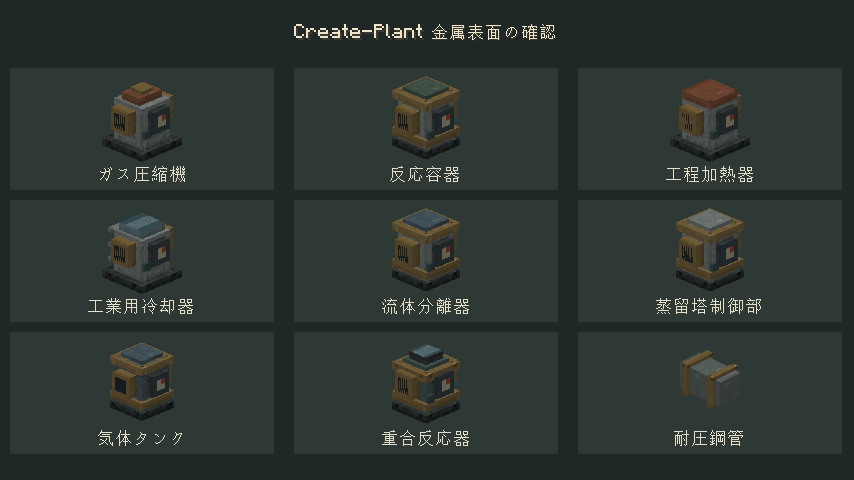 Create-Plant 金属表面の確認
ガス圧縮機
反応容器
工程加熱器
工業用冷却器
流体分離器
蒸留塔制御部
気体タンク
重合反応器
耐圧鋼管